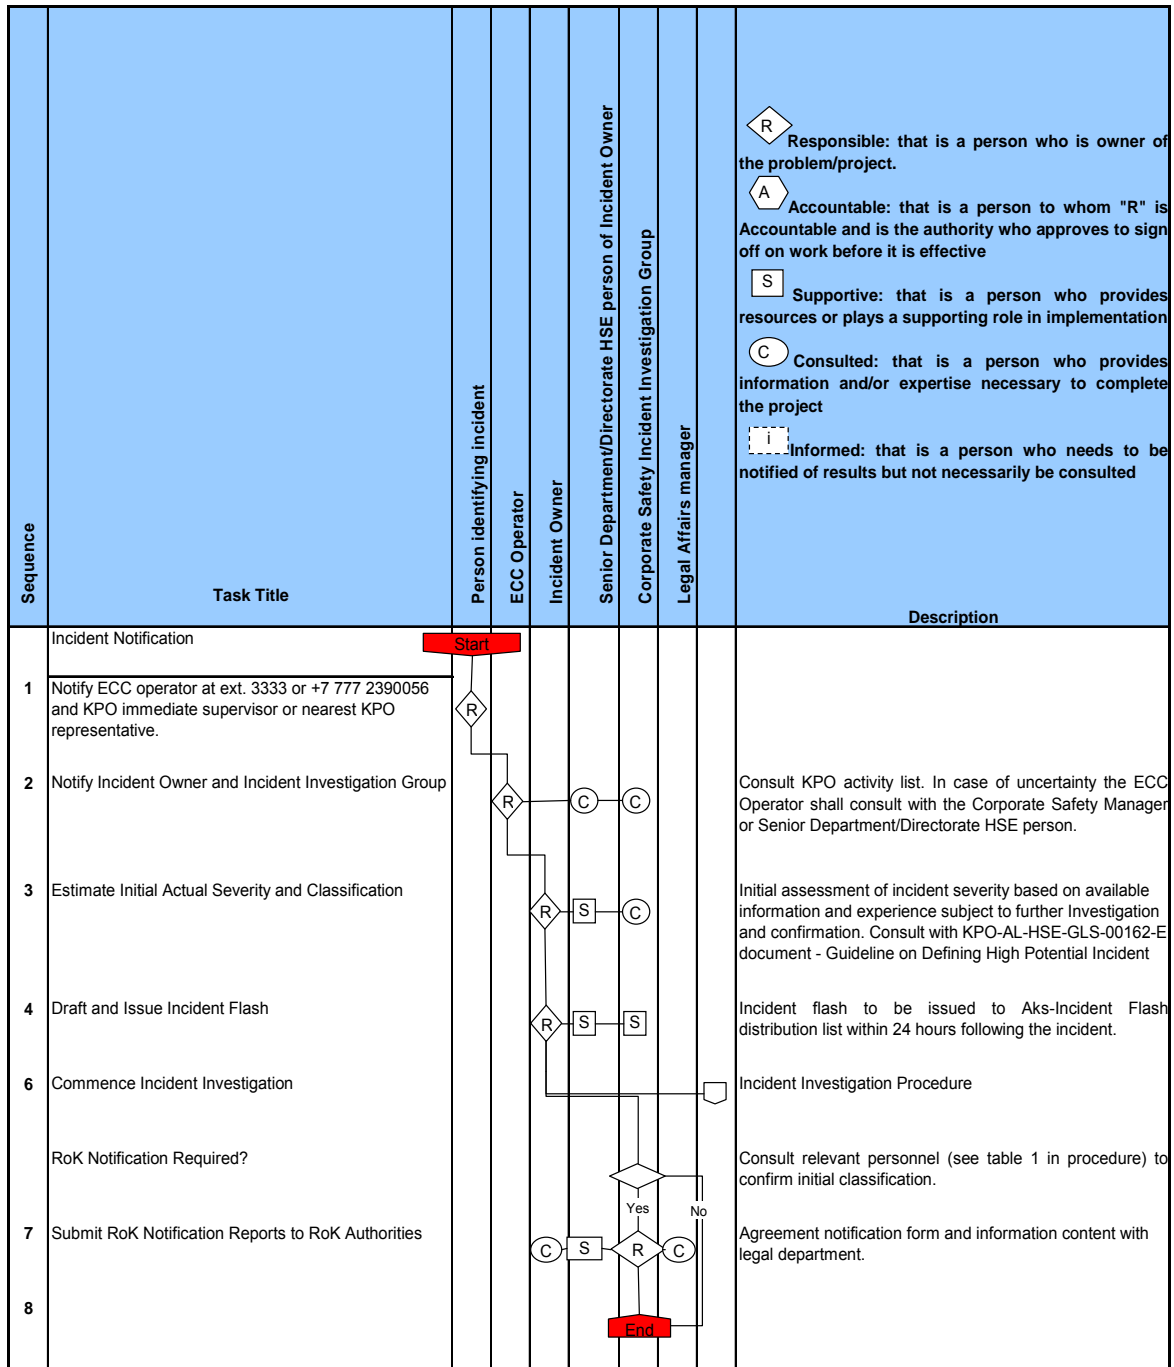 R
Responsible: that is a person who is owner of
the problem/project.
A
Accountable: that is a person to whom "R" is
Accountable and is the authority who approves to sign
off on work before it is effective
S
Supportive: that is a person who provides
resources or plays a supporting role in implementation
C
Consulted: that is a person who provides
information and/or expertise necessary to complete
the project
i
Informed: that is a person who needs to be
notified of results but not necessarily be consulted
Sequence
Task Title
Person identifying incident
ECC Operator
Incident Owner
Senior Department/Directorate HSE person of Incident Owner
Corporate Safety Incident Investigation Group
Legal Affairs manager
Description
Incident Notification
Start
1
Notify ECC operator at ext. 3333 or +7 777 2390056
and KPO immediate supervisor or nearest KPO
representative.
R
2
Notify Incident Owner and Incident Investigation Group
R
C
C
Consult KPO activity list. In case of uncertainty the ECC
Operator shall consult with the Corporate Safety Manager
or Senior Department/Directorate HSE person.
3
Estimate Initial Actual Severity and Classification
R
S
C
Initial assessment of incident severity based on available
information and experience subject to further Investigation
and confirmation. Consult with KPO-AL-HSE-GLS-00162-E
document - Guideline on Defining High Potential Incident
4
Draft and Issue Incident Flash
R
S
S
Incident flash to be issued to Aks-Incident Flash
distribution list within 24 hours following the incident.
6
Commence Incident Investigation
Incident Investigation Procedure
RoK Notification Required?
Consult relevant personnel (see table 1 in procedure) to
confirm initial classification.
Yes
No
7
Submit RoK Notification Reports to RoK Authorities
C
S
R
C
Agreement notification form and information content with
legal department.
8
End